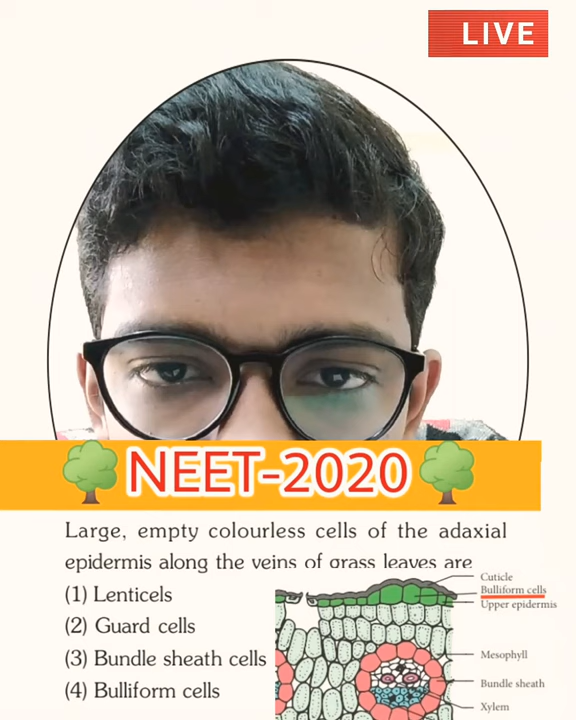 LIVE
NEET-2020
Large, empty colourless cells of the adaxial
epidermis along the veins of grass leaves are
(1) Lenticels
(2) Guard cells
(3) Bundle sheath cells
(4) Bulliform cells
Cuticle
Bulliform cells
Upper epidermis
Mesophyll
Bundle sheath
Xylem